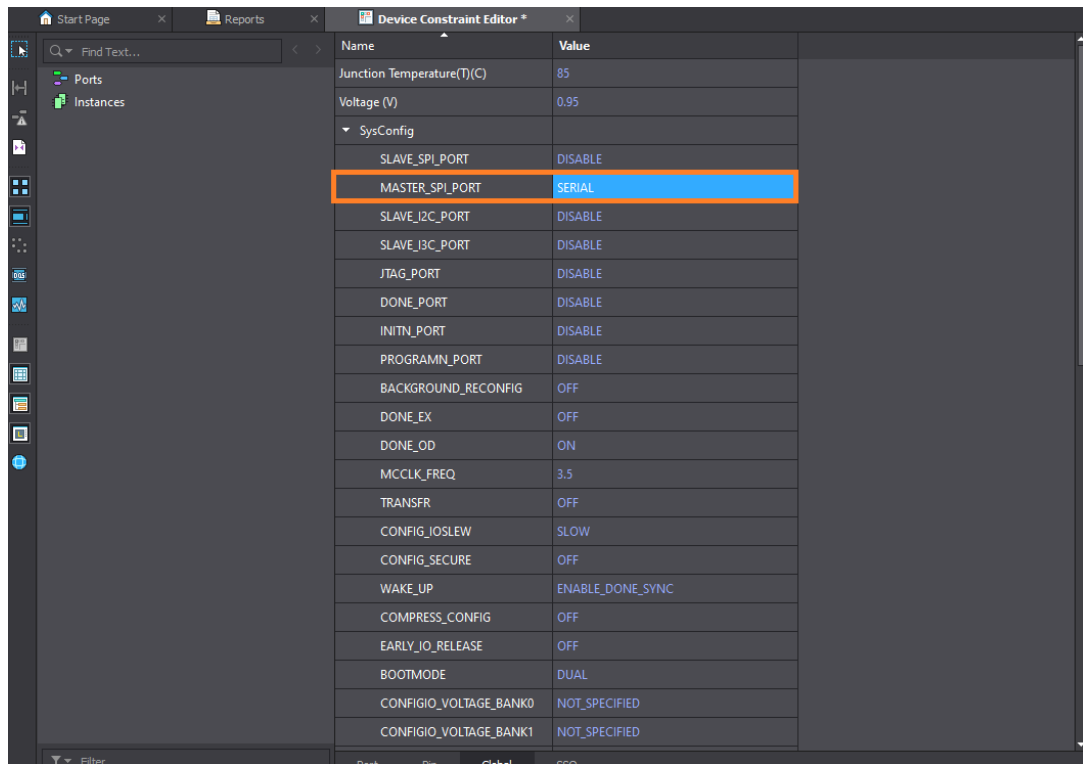 Start Page
Reports
Device Constraint Editor *
Find Text...
Ports
Instances
Name Value
Junction Temperature(T)(C) 85
Voltage (V) 0.95
SysConfig
SLAVE_SPI_PORT DISABLE
MASTER_SPI_PORT SERIAL
SLAVE_I2C_PORT DISABLE
SLAVE_I3C_PORT DISABLE
JTAG_PORT DISABLE
DONE_PORT DISABLE
INITN_PORT DISABLE
PROGRAMN_PORT DISABLE
BACKGROUND_RECONFIG OFF
DONE_EX OFF
DONE_OD ON
MCCLK_FREQ 3.5
TRANSFR OFF
CONFIG_IOSLEW SLOW
CONFIG_SECURE OFF
WAKE_UP ENABLE_DONE_SYNC
COMPRESS_CONFIG OFF
EARLY_IO_RELEASE OFF
BOOTMODE DUAL
CONFIGIO_VOLTAGE_BANK0 NOT_SPECIFIED
CONFIGIO_VOLTAGE_BANK1 NOT_SPECIFIED
Filter
Port Pin Global SSO